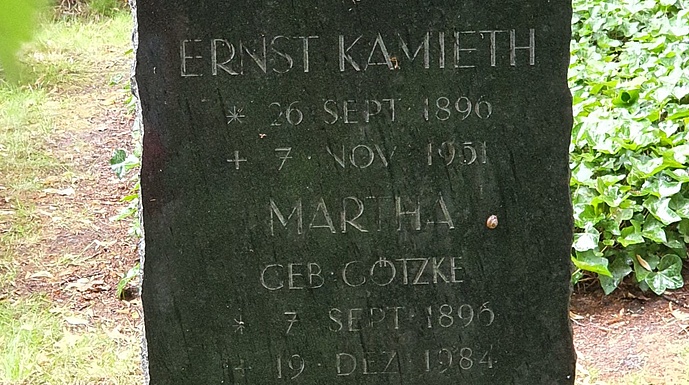 ERNST KAMIETH
* 26 SEPT 1896
+ 7 · NOV 1951
MARTHA
GEB · GÖTZKE
* 7 SEPT 1896
+ 19 · DEZ 1984